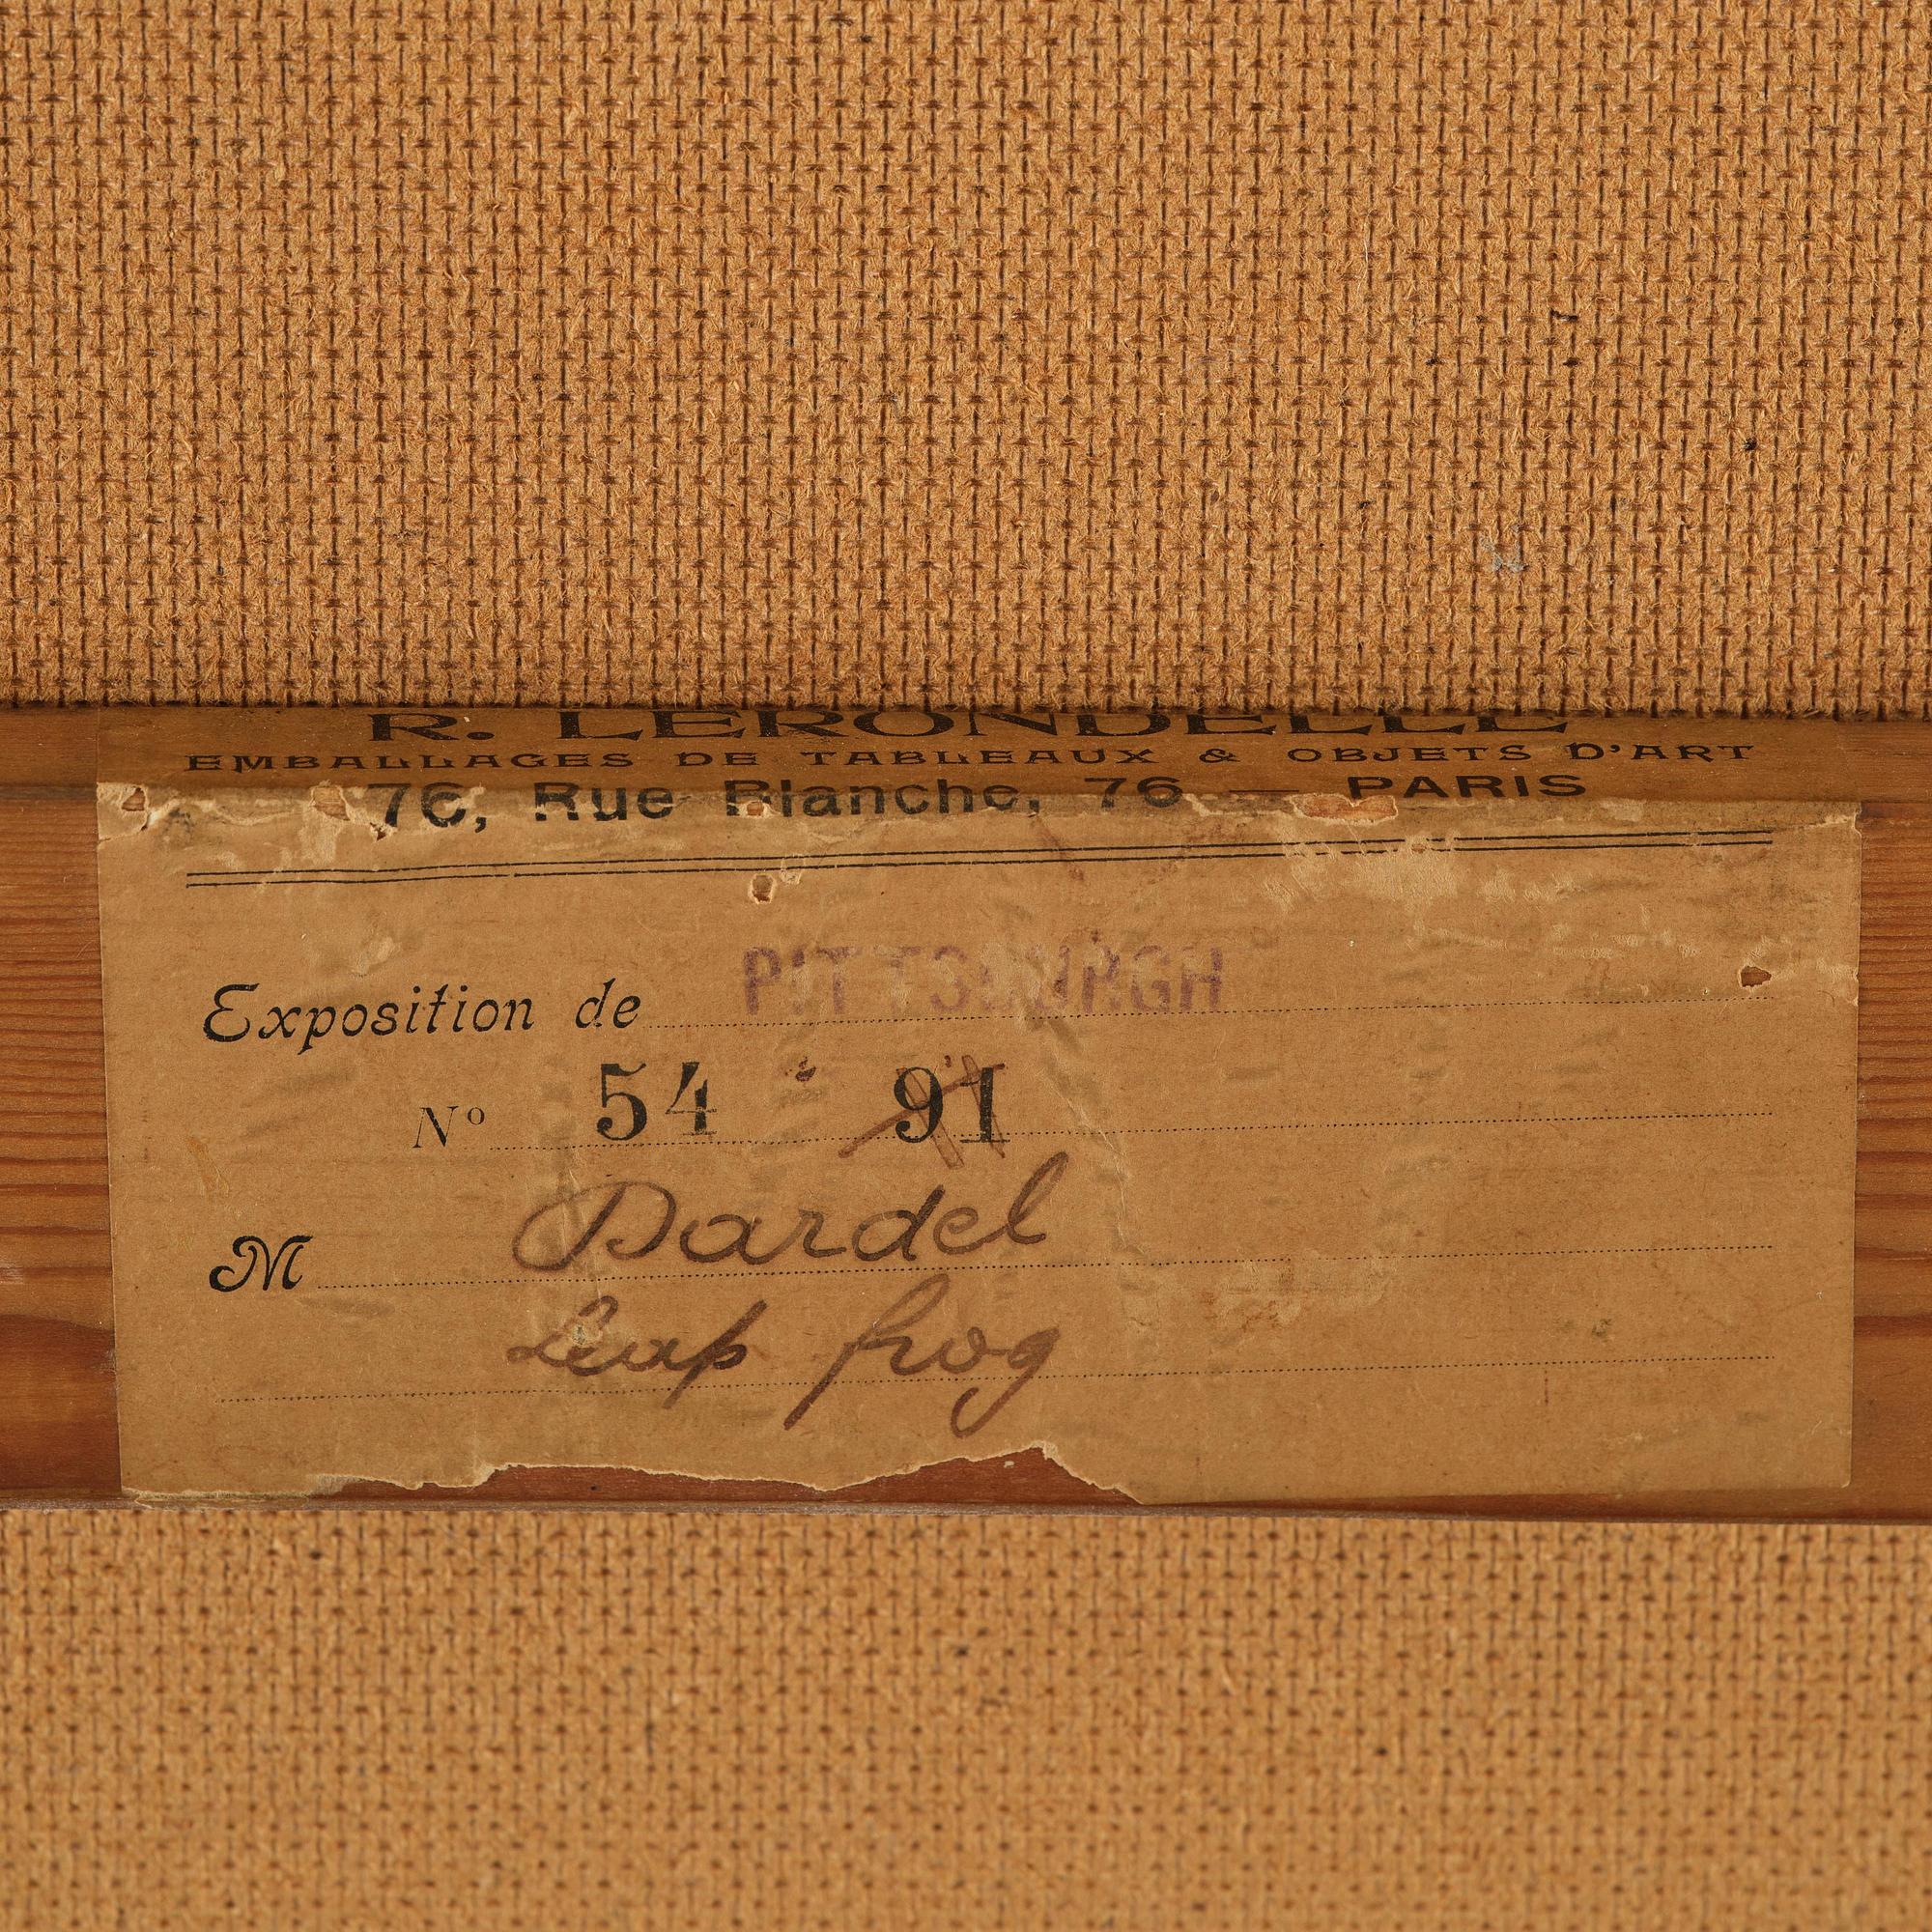 R. LERONDELLE
EMBALLAGES DE TABLEAUX & OBJETS D'ART
76, Rue Blanche, 76 — PARIS
Exposition de PITTSBURGH
Nº 54 91
M Dardel
Leap frog